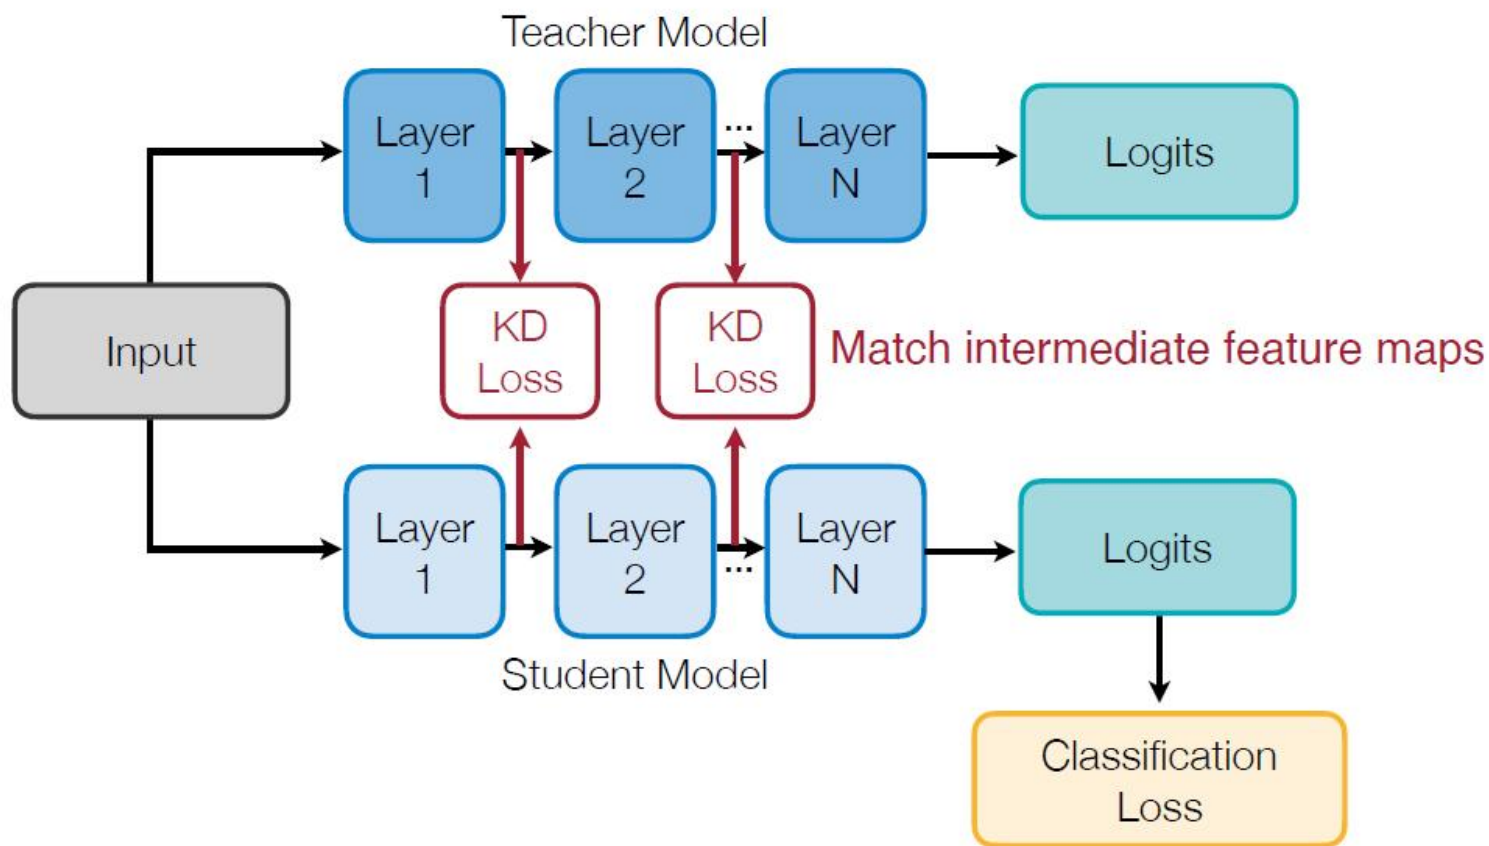 Teacher Model
Layer
1
Layer
2
...
Layer
N
Logits
Input
KD
Loss
KD
Loss
Match intermediate feature maps
Layer
1
Layer
2
...
Layer
N
Logits
Student Model
Classification
Loss